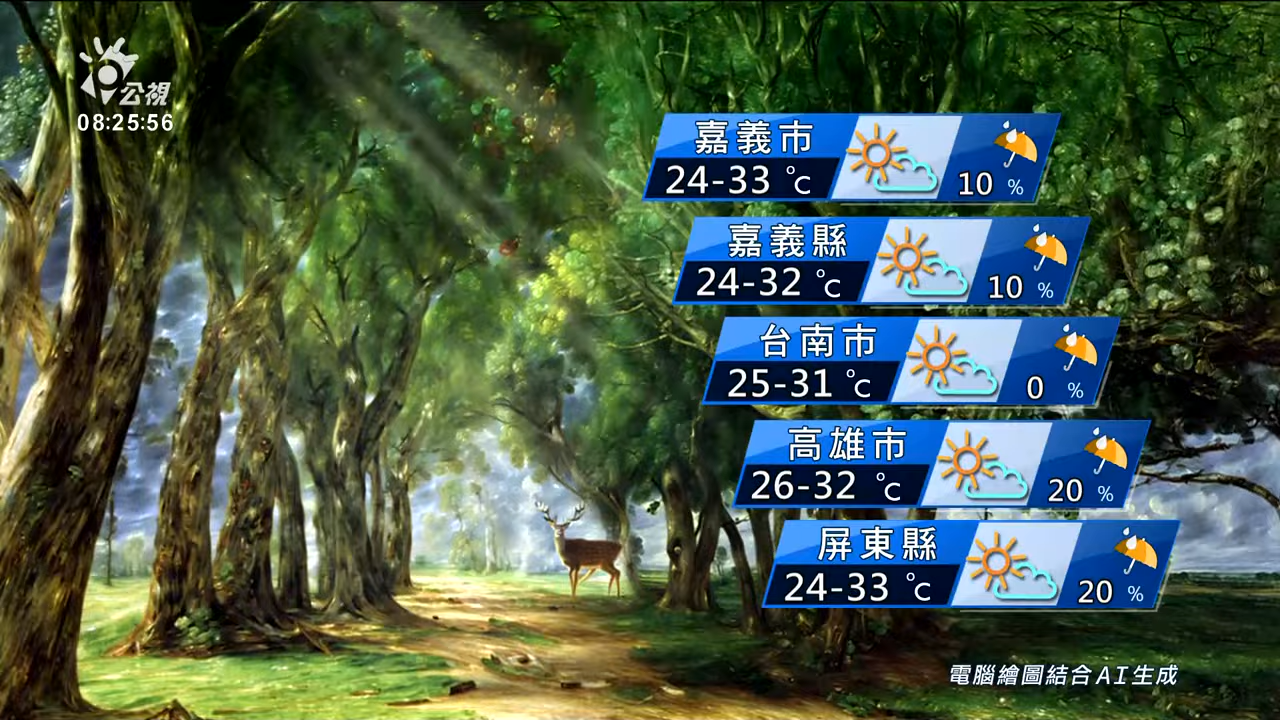 公視
08:25:56
嘉義市
24-33 ℃
10 %
嘉義縣
24-32 ℃
10 %
台南市
25-31 ℃
0 %
高雄市
26-32 ℃
20 %
屏東縣
24-33 ℃
20 %
電腦繪圖結合AI生成